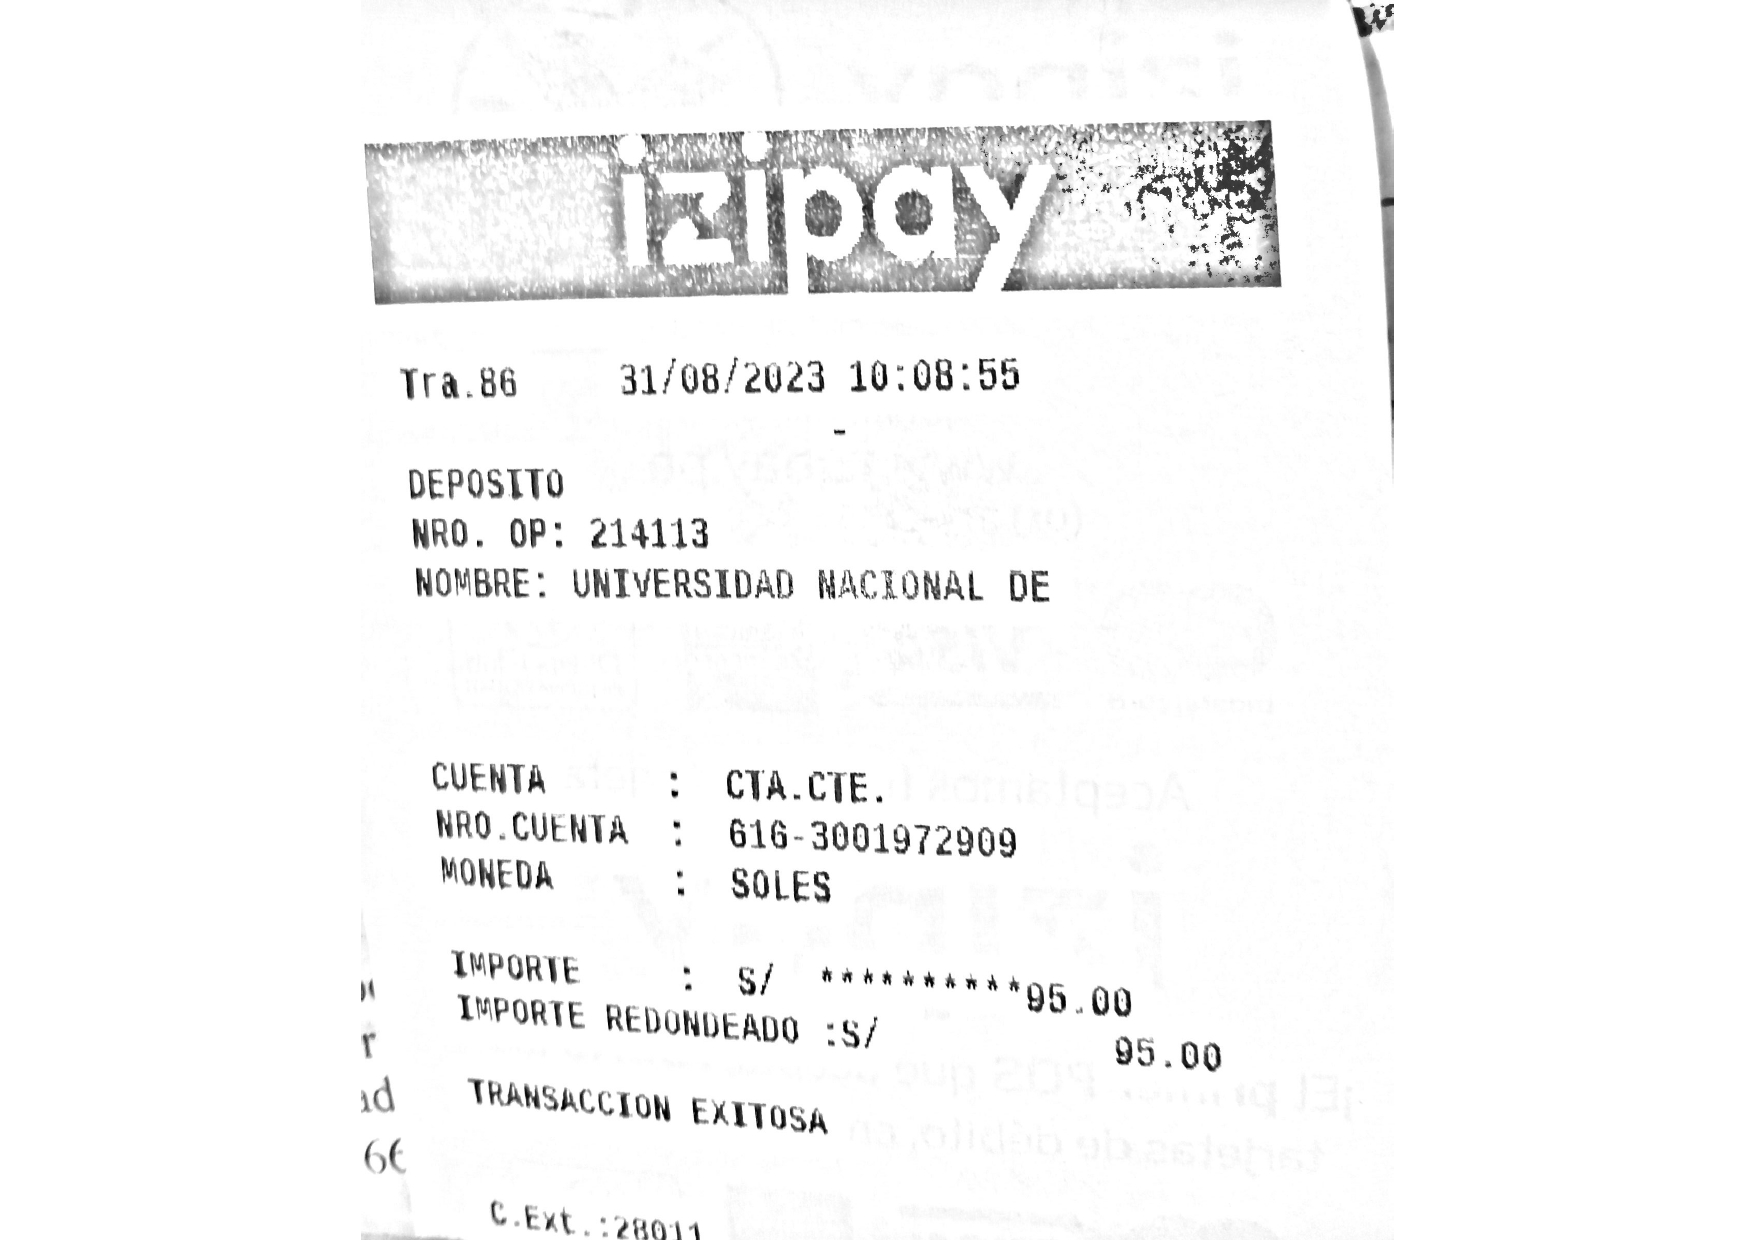 izipay
Tra.86 31/08/2023 10:08:55
-
DEPOSITO
NRO. OP: 214113
NOMBRE: UNIVERSIDAD NACIONAL DE
CUENTA : CTA.CTE.
NRO.CUENTA : 616-3001972909
MONEDA : SOLES
IMPORTE : S/ **********95.00
IMPORTE REDONDEADO :S/ 95.00
TRANSACCION EXITOSA
C.Ext.:28011